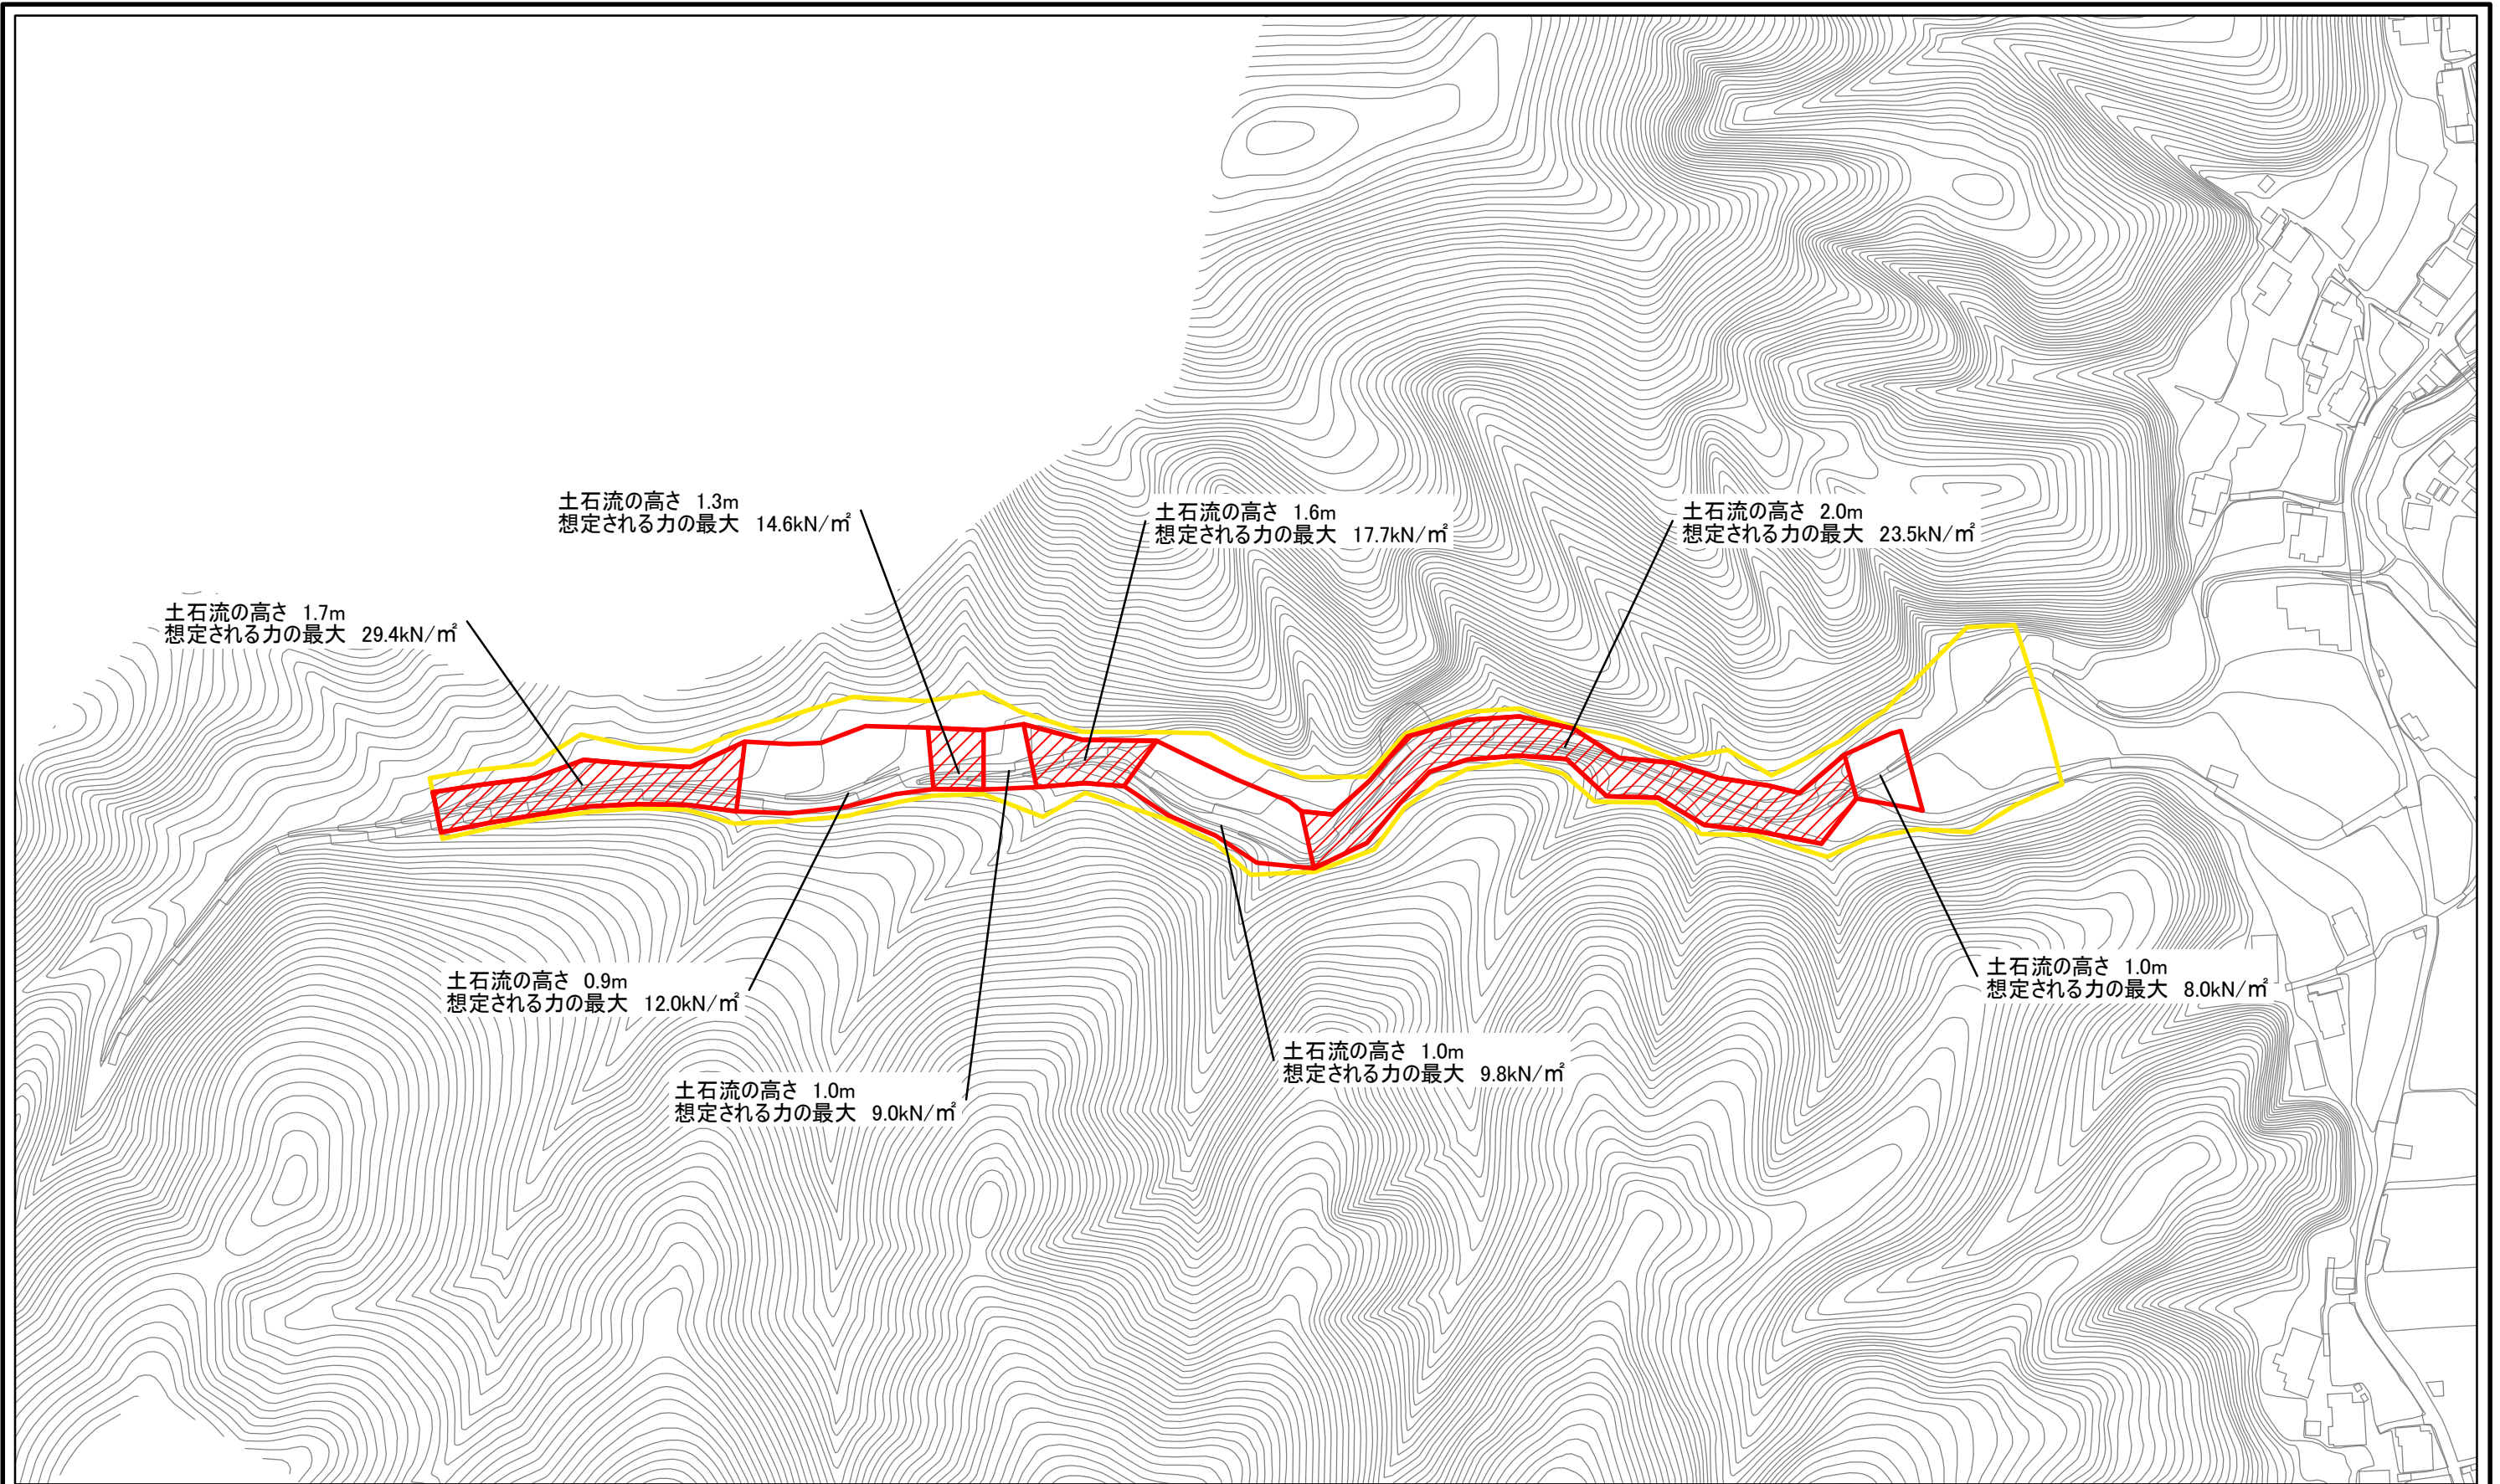 土石流の高さ 1.3m
想定される力の最大 14.6kN/㎡
土石流の高さ 1.6m
想定される力の最大 17.7kN/㎡
土石流の高さ 2.0m
想定される力の最大 23.5kN/㎡
土石流の高さ 1.7m
想定される力の最大 29.4kN/㎡
土石流の高さ 0.9m
想定される力の最大 12.0kN/㎡
土石流の高さ 1.0m
想定される力の最大 8.0kN/㎡
土石流の高さ 1.0m
想定される力の最大 9.8kN/㎡
土石流の高さ 1.0m
想定される力の最大 9.0kN/㎡